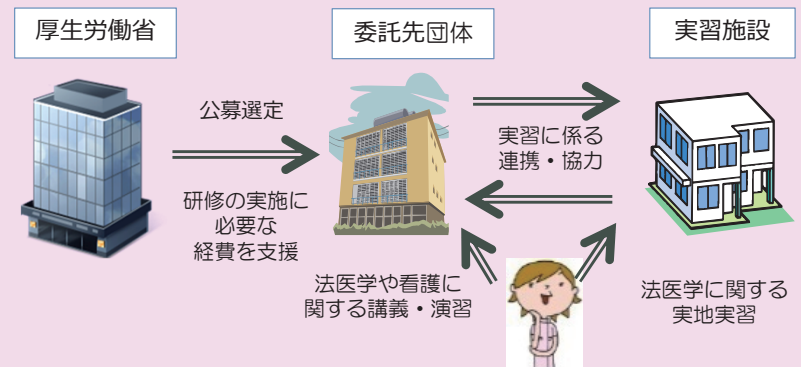 厚生労働省
委託先団体
実習施設
公募選定
研修の実施に
必要な
経費を支援
実習に係る
連携・協力
法医学や看護に
関する講義・演習
法医学に関する
実地実習